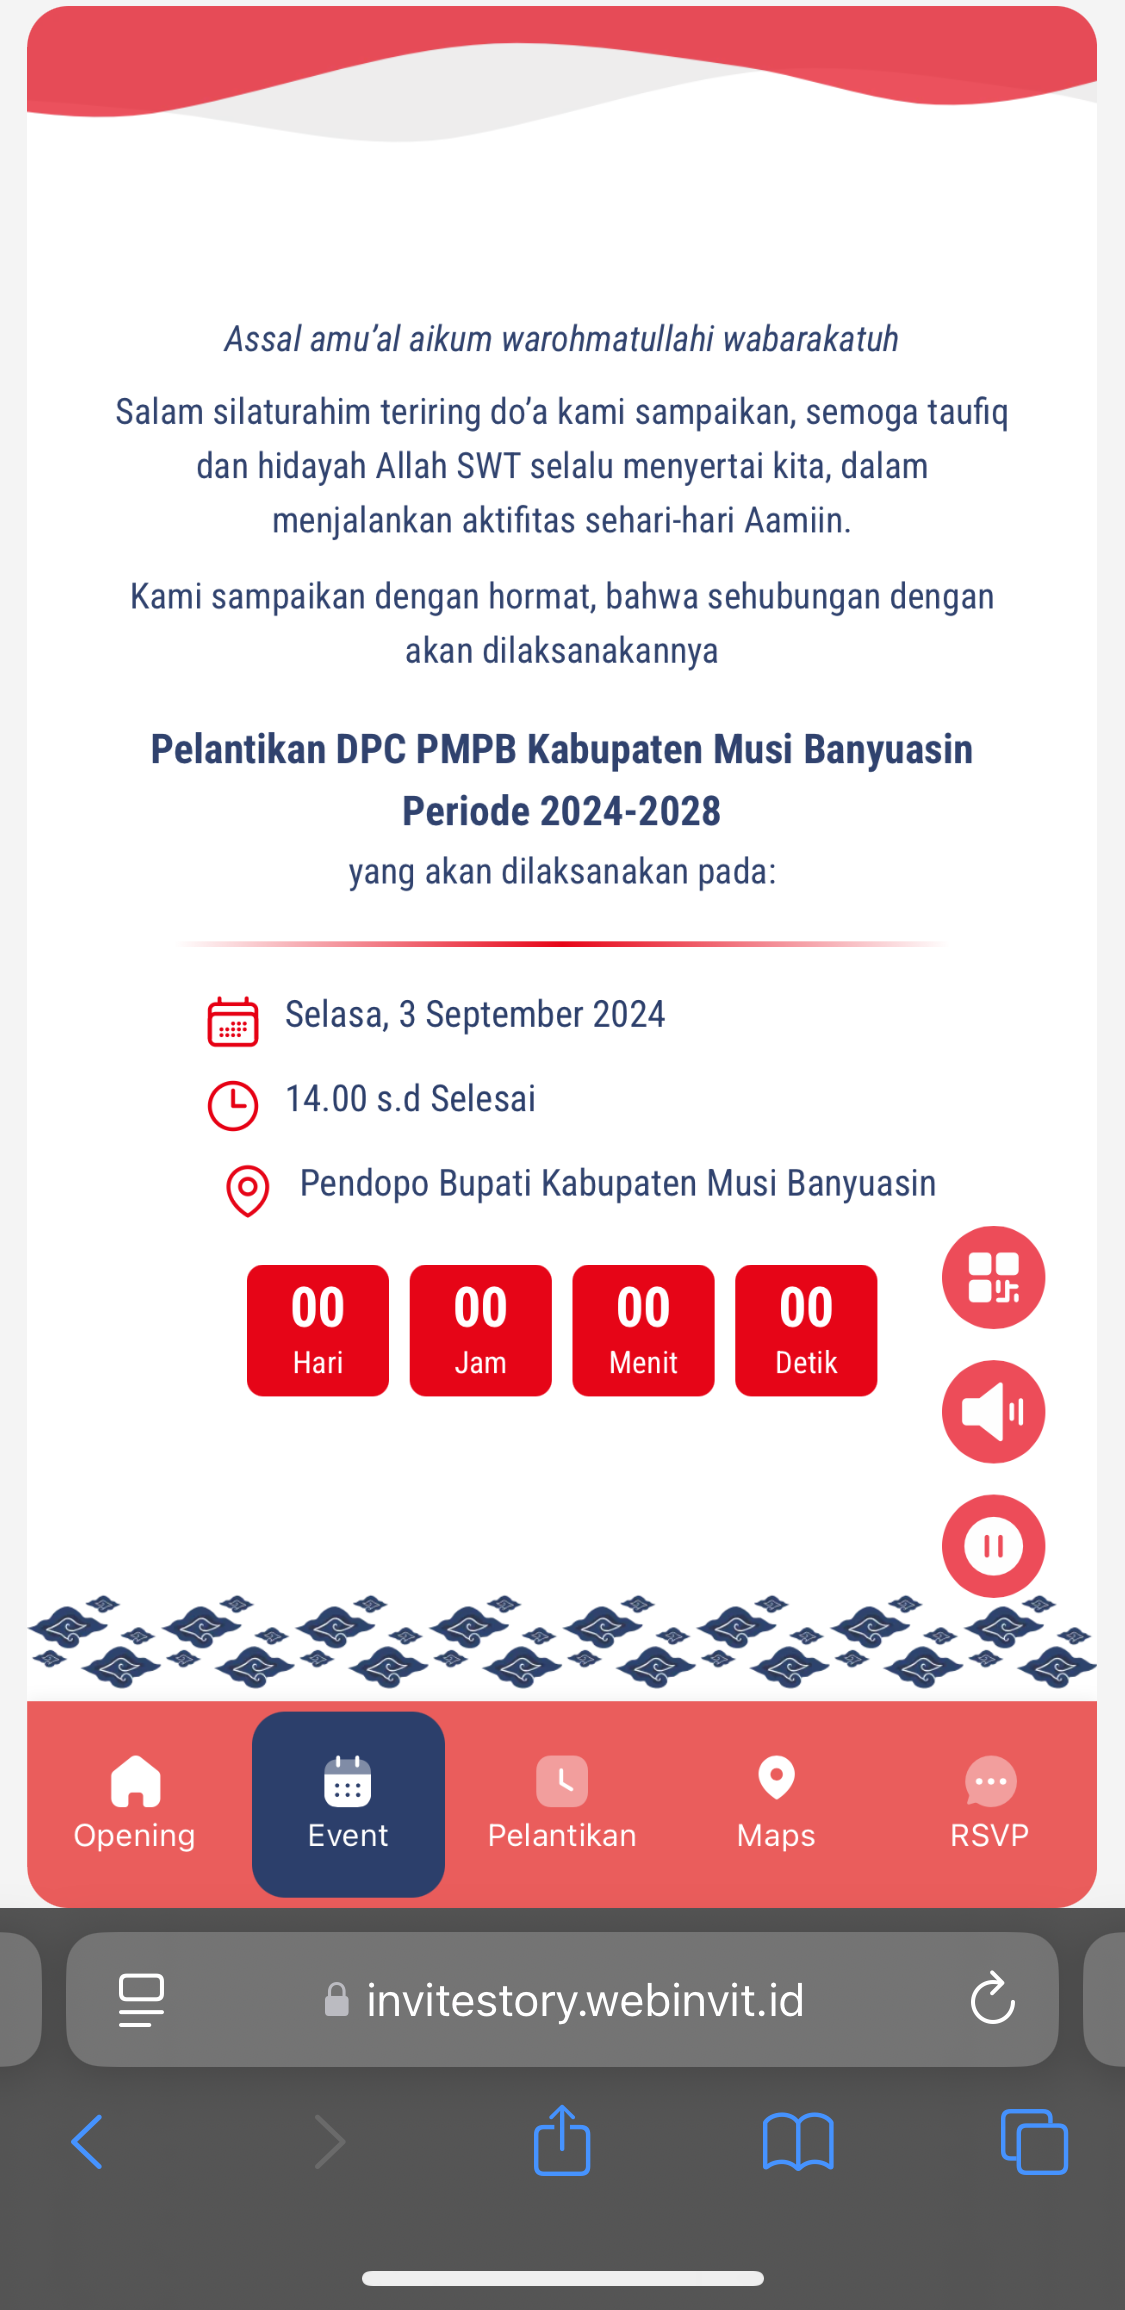 Assal amu’al aikum warohmatullahi wabarakatuh
Salam silaturahim teriring do’a kami sampaikan, semoga taufiq
dan hidayah Allah SWT selalu menyertai kita, dalam
menjalankan aktifitas sehari-hari Aamiin.
Kami sampaikan dengan hormat, bahwa sehubungan dengan
akan dilaksanakannya
Pelantikan DPC PMPB Kabupaten Musi Banyuasin
Periode 2024-2028
yang akan dilaksanakan pada:
Selasa, 3 September 2024
14.00 s.d Selesai
Pendopo Bupati Kabupaten Musi Banyuasin
00 00 00 00
Hari Jam Menit Detik
Opening Event Pelantikan Maps RSVP
invitestory.webinvit.id